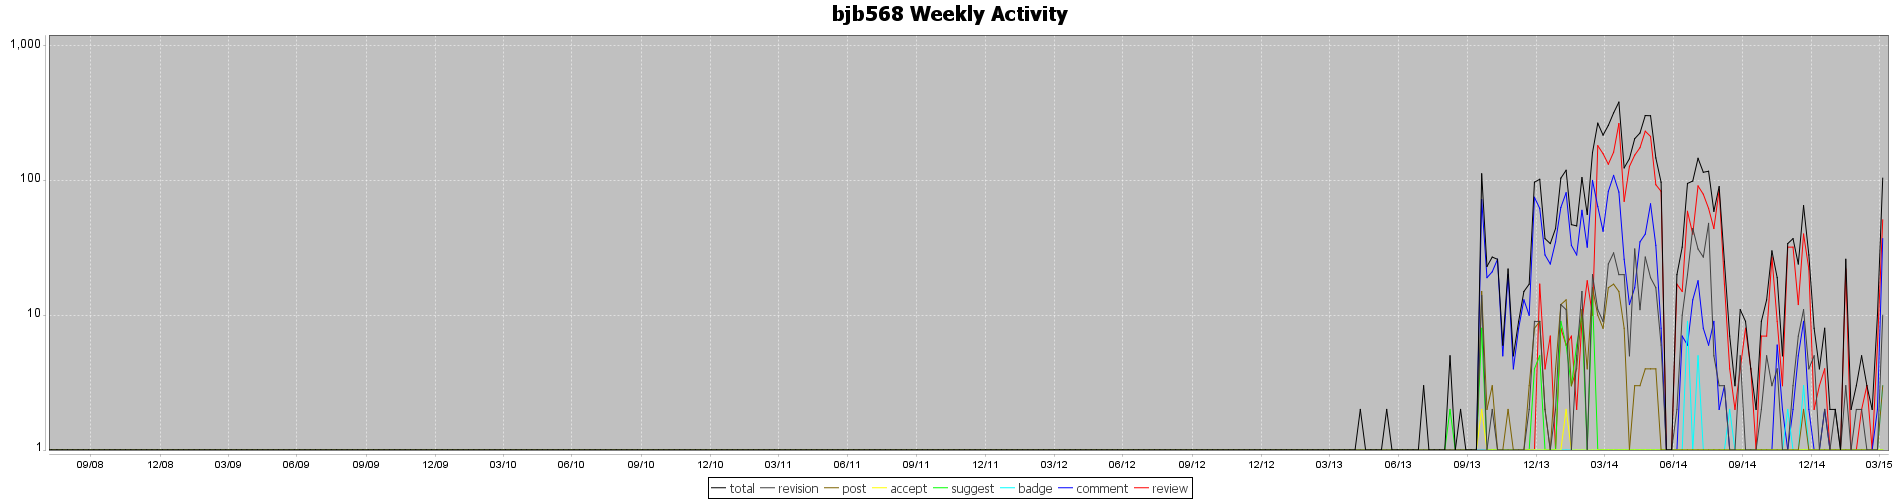 bjb568 Weekly Activity
1,000
100
10
1
09/08 12/08 03/09 06/09 09/09 12/09 03/10 06/10 09/10 12/10 03/11 06/11 09/11 12/11 03/12 06/12 09/12 12/12 03/13 06/13 09/13 12/13 03/14 06/14 09/14 12/14 03/15
total revision post accept suggest badge comment review